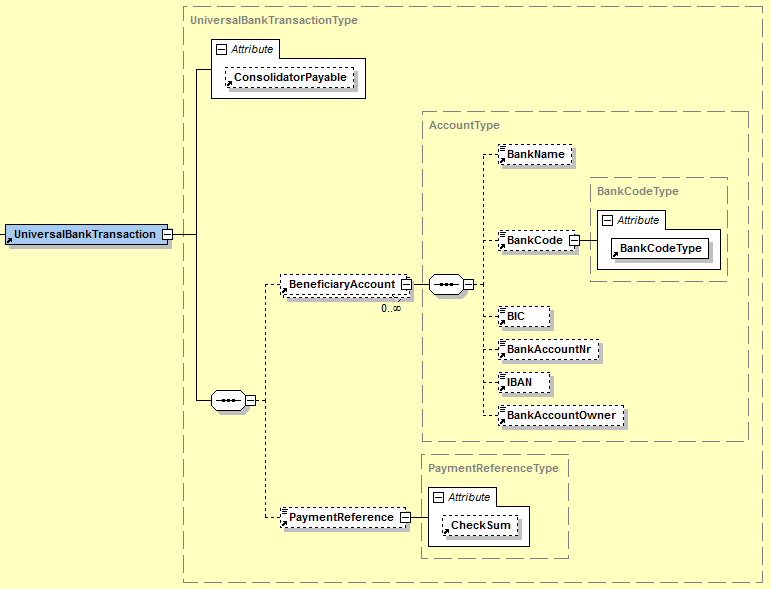 UniversalBankTransactionType
Attribute
ConsolidatorPayable
AccountType
BankName
BankCodeType
Attribute
UniversalBankTransaction
BankCode
BankCodeType
BeneficiaryAccount
0..∞
BIC
BankAccountNr
IBAN
BankAccountOwner
PaymentReferenceType
Attribute
PaymentReference
CheckSum